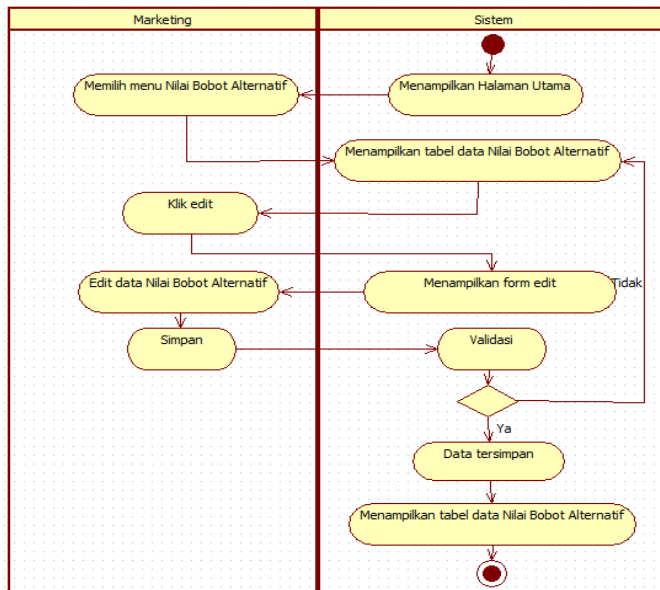 Marketing
Sistem
Menampilkan Halaman Utama
Memilih menu Nilai Bobot Alternatif
Menampilkan tabel data Nilai Bobot Alternatif
Klik edit
Menampilkan form edit
Tidak
Edit data Nilai Bobot Alternatif
Simpan
Validasi
Ya
Data tersimpan
Menampilkan tabel data Nilai Bobot Alternatif